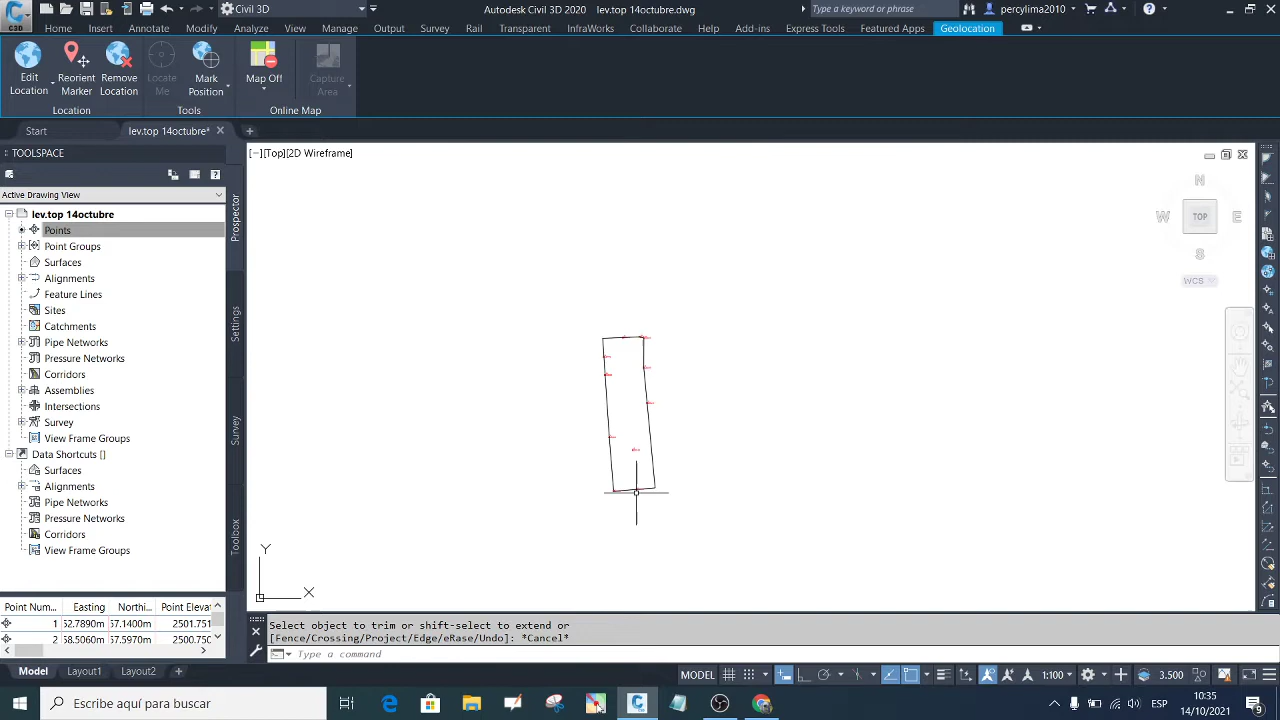 C3D Civil 3D Autodesk Civil 3D 2020 lev.top 14octubre.dwg Type a keyword or phrase percylima2010
Home Insert Annotate Modify Analyze View Manage Output Survey Rail Transparent InfraWorks Collaborate Help Add-ins Express Tools Featured Apps Geolocation
Edit Location
Reorient Marker
Remove Location
Locate Me
Mark Position
Map Off
Capture Area
Location Tools Online Map
Start lev.top 14octubre*
TOOLSPACE
[−][Top][2D Wireframe]
Active Drawing View
lev.top 14octubre
Points
Point Groups
Surfaces
Alignments
Feature Lines
Sites
Catchments
Pipe Networks
Pressure Networks
Corridors
Assemblies
Intersections
Survey
View Frame Groups
Data Shortcuts []
Surfaces
Alignments
Pipe Networks
Pressure Networks
Corridors
View Frame Groups
Prospector
Settings
Survey
Toolbox
N
W TOP E
S
WCS
Y
X
Point Num... Easting Northi... Point Elevat
1 52.7890m 57.1400m 2501.751
2 58.5060m 57.5970m 2500.750
Select object to trim or shift-select to extend or
[Fence/Crossing/Project/Edge/eRase/Undo]: *Cancel*
Type a command
Model Layout1 Layout2 +
MODEL 1:100 3.500
Escribe aquí para buscar
ESP
10:35
14/10/2021